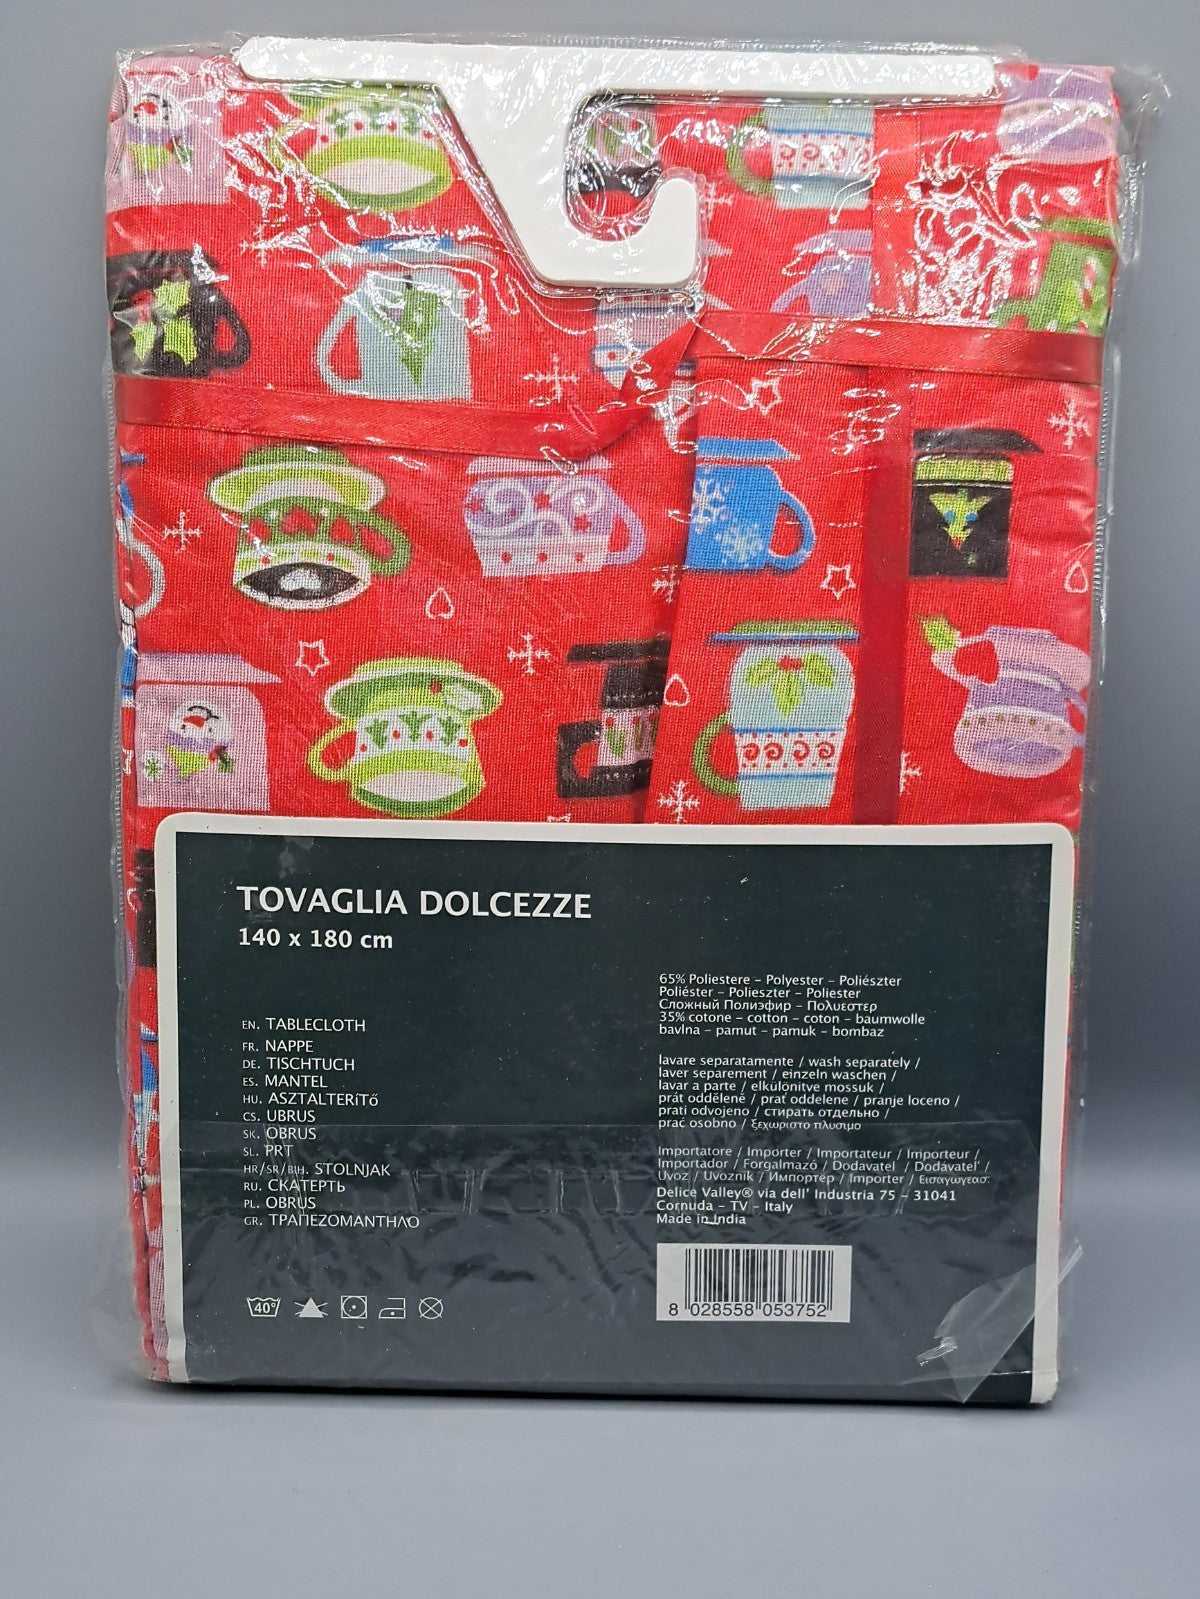 TOVAGLIA DOLCEZZE
140 x 180 cm
EN. TABLECLOTH
FR. NAPPE
DE. TISCHTUCH
ES. MANTEL
HU. ASZTALTERíTő
CS. UBRUS
SK. OBRUS
SL. PRT
HR/SR/BIH. STOLNJAK
RU. СКАТЕРТЬ
PL. OBRUS
GR. ΤΡΑΠΕΖΟΜΑΝΤΗΛΟ
65% Poliestere – Polyester – Poliészter
Poliéster – Polieszter – Poliester
Сложный Полиэфир – Πολυεστερ
35% cotone – cotton – coton – baumwolle
bavlna – pamut – pamuk – bombaz
lavare separatamente / wash separately /
laver separement / einzeln waschen /
lavar a parte / elkülönitve mossuk /
prát oddělené / prať oddelene / pranje loceno /
prati odvojeno / стирать отдельно /
prać osobno / ξεχωριστο πλυσιμο
Importatore / Importer / Importateur / Importeur /
Importador / Forgalmazó / Dodavatel / Dodávateľ /
Uvoz / Uvoznik / Импортер / Importer / Εισαγωγεας:
Delice Valley® via dell' Industria 75 – 31041
Cornuda – TV – Italy
Made in India
40°
8 028558 053752